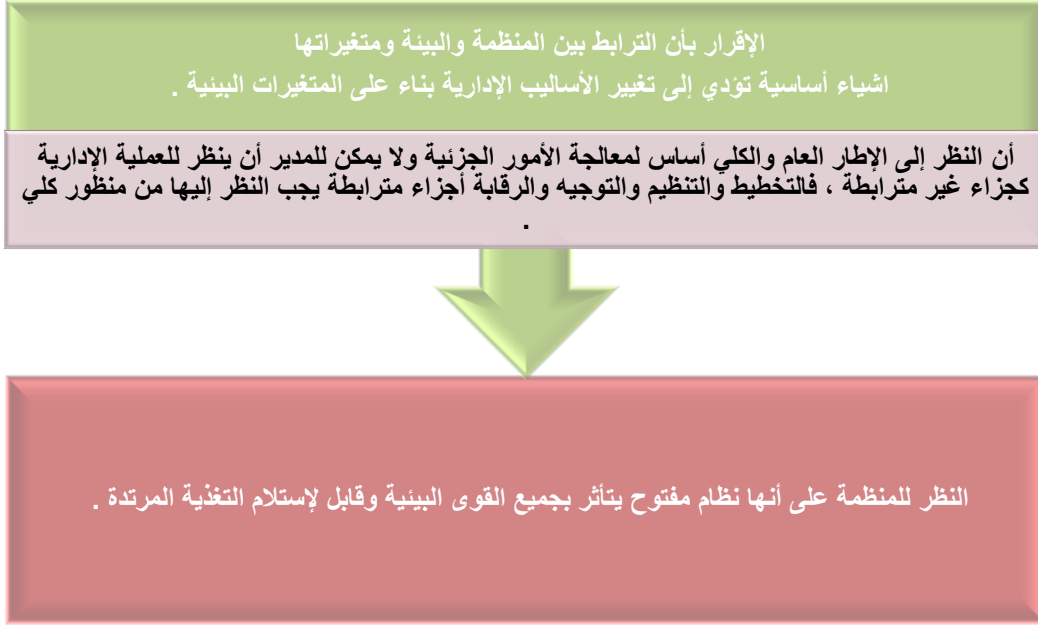 الإقرار بأن الترابط بين المنظمة والبيئة ومتغيراتها
اشياء أساسية تؤدي إلى تغيير الأساليب الإدارية بناء على المتغيرات البيئية .
أن النظر إلى الإطار العام والكلي أساس لمعالجة الأمور الجزئية ولا يمكن للمدير أن ينظر للعملية الإدارية
كجزاء غير مترابطة ، فالتخطيط والتنظيم والتوجيه والرقابة أجزاء مترابطة يجب النظر إليها من منظور كلي
.
النظر للمنظمة على أنها نظام مفتوح يتأثر بجميع القوى البيئية وقابل لإستلام التغذية المرتدة .